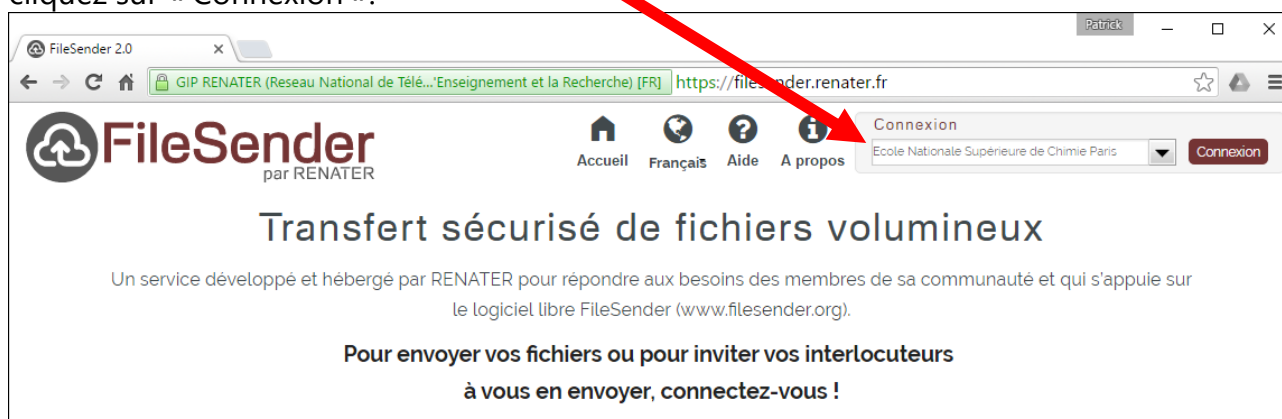 cliquez sur « Connexion ».
Patrick
FileSender 2.0
GIP RENATER (Reseau National de Télé...'Enseignement et la Recherche) [FR] https://filesender.renater.fr
FileSender
par RENATER
Accueil Français Aide A propos
Connexion
Ecole Nationale Supérieure de Chimie Paris
Connexion
Transfert sécurisé de fichiers volumineux
Un service développé et hébergé par RENATER pour répondre aux besoins des membres de sa communauté et qui s'appuie sur
le logiciel libre FileSender (www.filesender.org).
Pour envoyer vos fichiers ou pour inviter vos interlocuteurs
à vous en envoyer, connectez-vous !